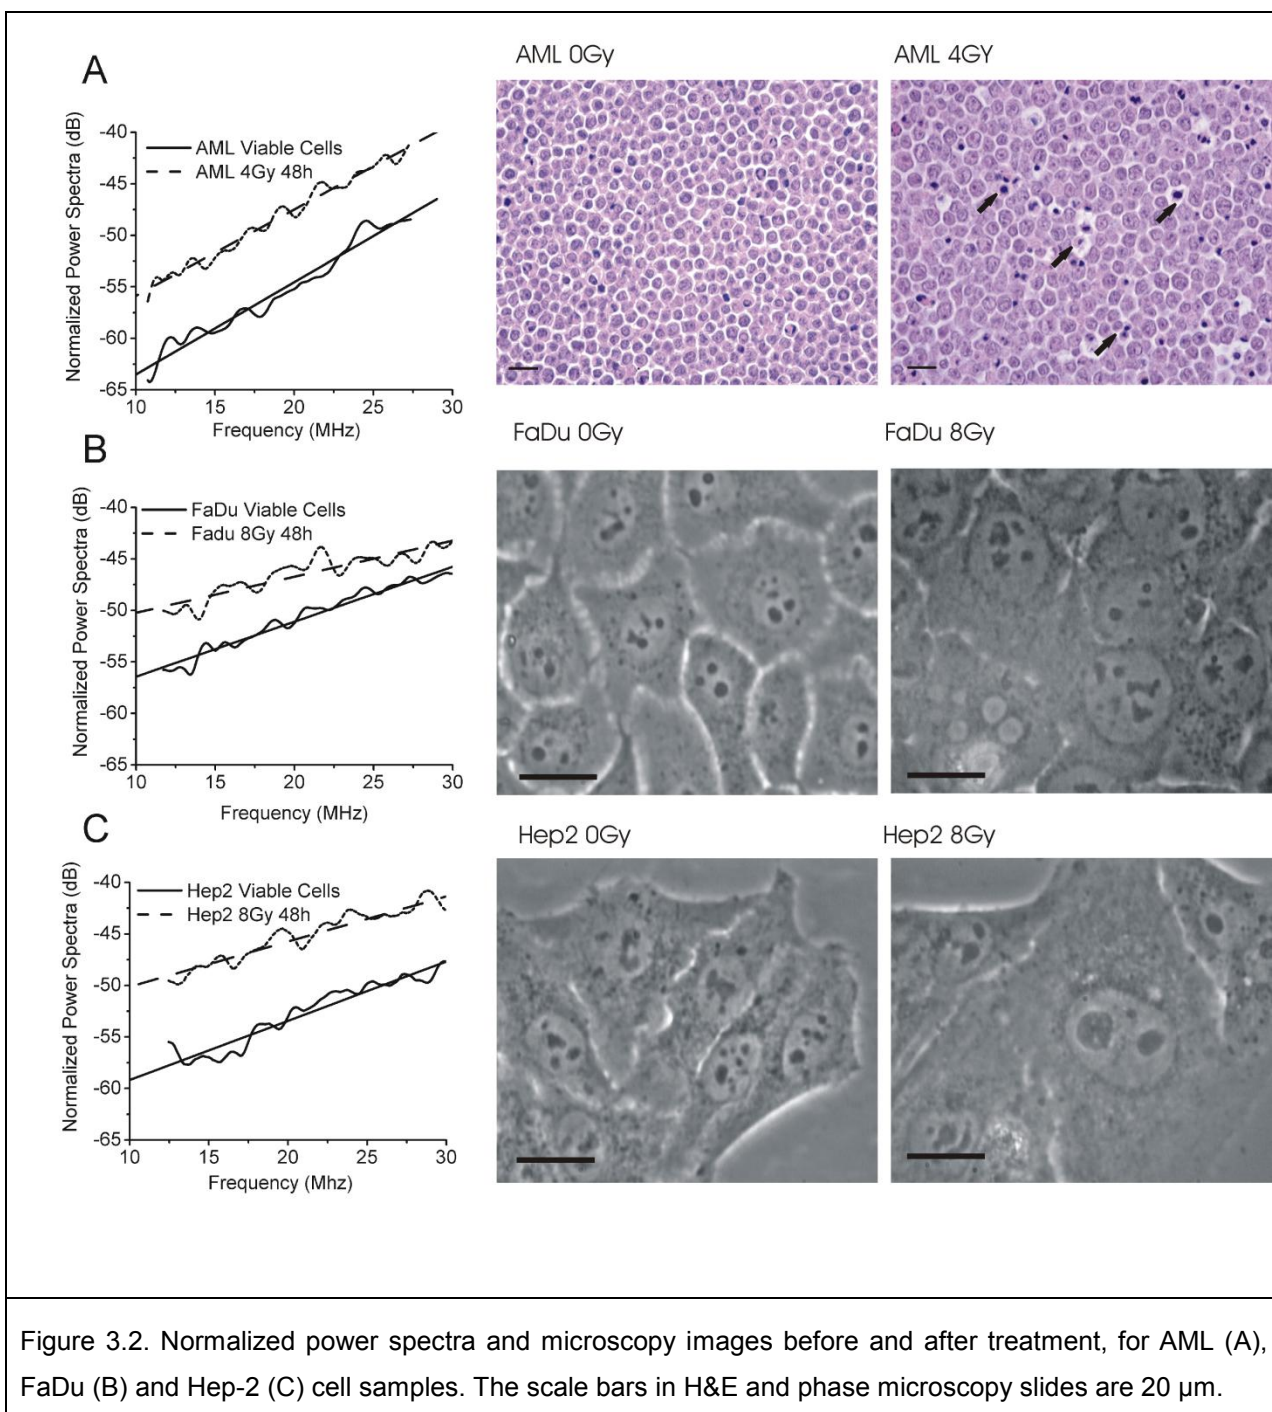 A
AML 0Gy
AML 4GY
Normalized Power Spectra (dB)
-40
-45
-50
-55
-60
-65
AML Viable Cells
AML 4Gy 48h
10 15 20 25 30
Frequency (MHz)
B
FaDu 0Gy
FaDu 8Gy
Normalized Power Spectra (dB)
-40
-45
-50
-55
-60
-65
FaDu Viable Cells
Fadu 8Gy 48h
10 15 20 25 30
Frequency (MHz)
C
Hep2 0Gy
Hep2 8Gy
Normalized Power Spectra (dB)
-40
-45
-50
-55
-60
-65
Hep2 Viable Cells
Hep2 8Gy 48h
10 15 20 25 30
Frequency (Mhz)
Figure 3.2. Normalized power spectra and microscopy images before and after treatment, for AML (A),
FaDu (B) and Hep-2 (C) cell samples. The scale bars in H&E and phase microscopy slides are 20 µm.